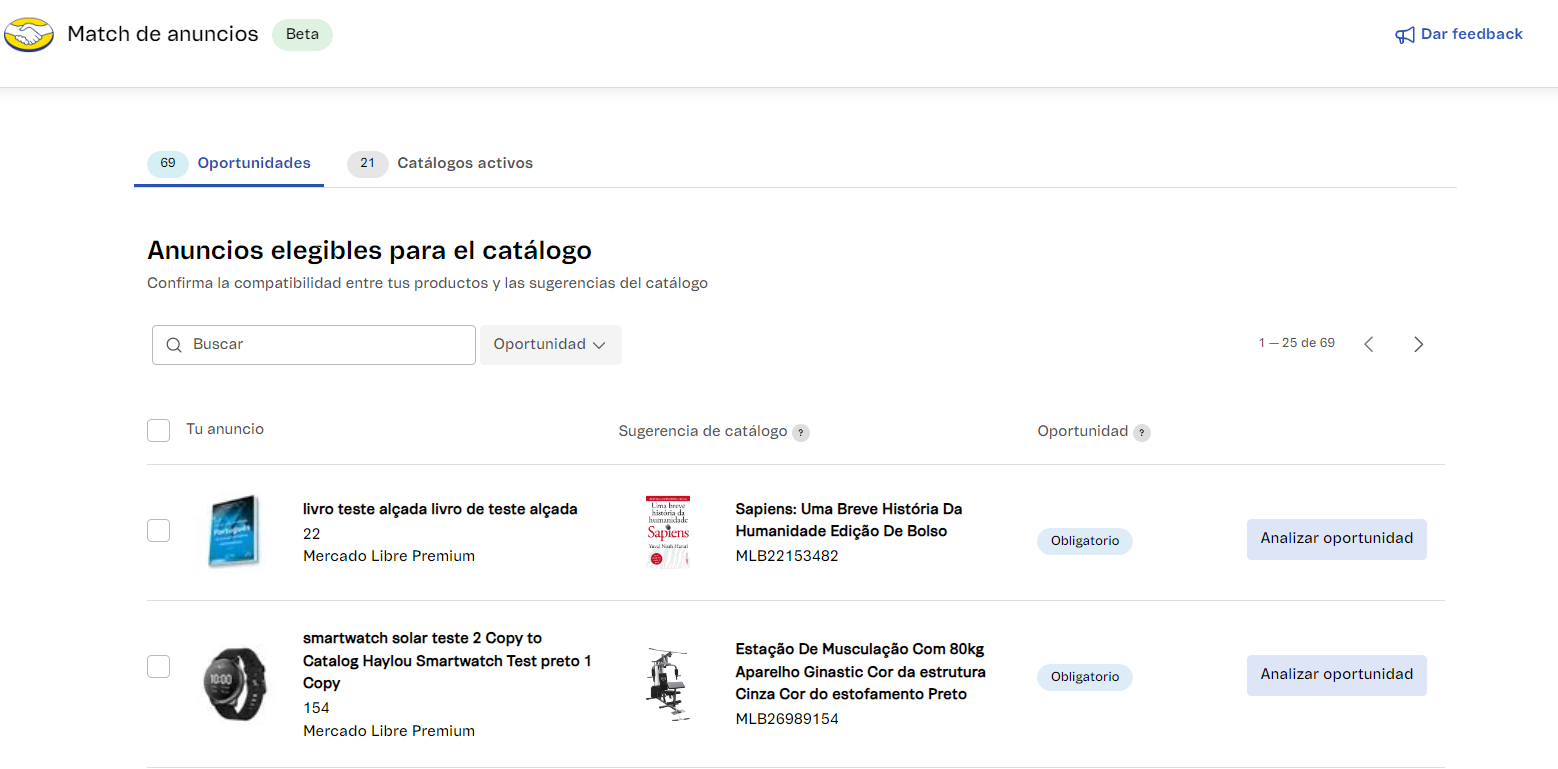 Match de anuncios Beta
Dar feedback
69 Oportunidades 21 Catálogos activos
Anuncios elegibles para el catálogo
Confirma la compatibilidad entre tus productos y las sugerencias del catálogo
Buscar Oportunidad 1 — 25 de 69
Tu anuncio Sugerencia de catálogo ? Oportunidad ?
livro teste alçada livro de teste alçada
22
Mercado Libre Premium
Português
Uma breve
história da
humanidade
Sapiens
Sapiens: Uma Breve História Da
Humanidade Edição De Bolso
MLB22153482
Obligatorio
Analizar oportunidad
smartwatch solar teste 2 Copy to
Catalog Haylou Smartwatch Test preto 1
Copy
154
Mercado Libre Premium
10:00
Estação De Musculação Com 80kg
Aparelho Ginastic Cor da estrutura
Cinza Cor do estofamento Preto
MLB26989154
Obligatorio
Analizar oportunidad